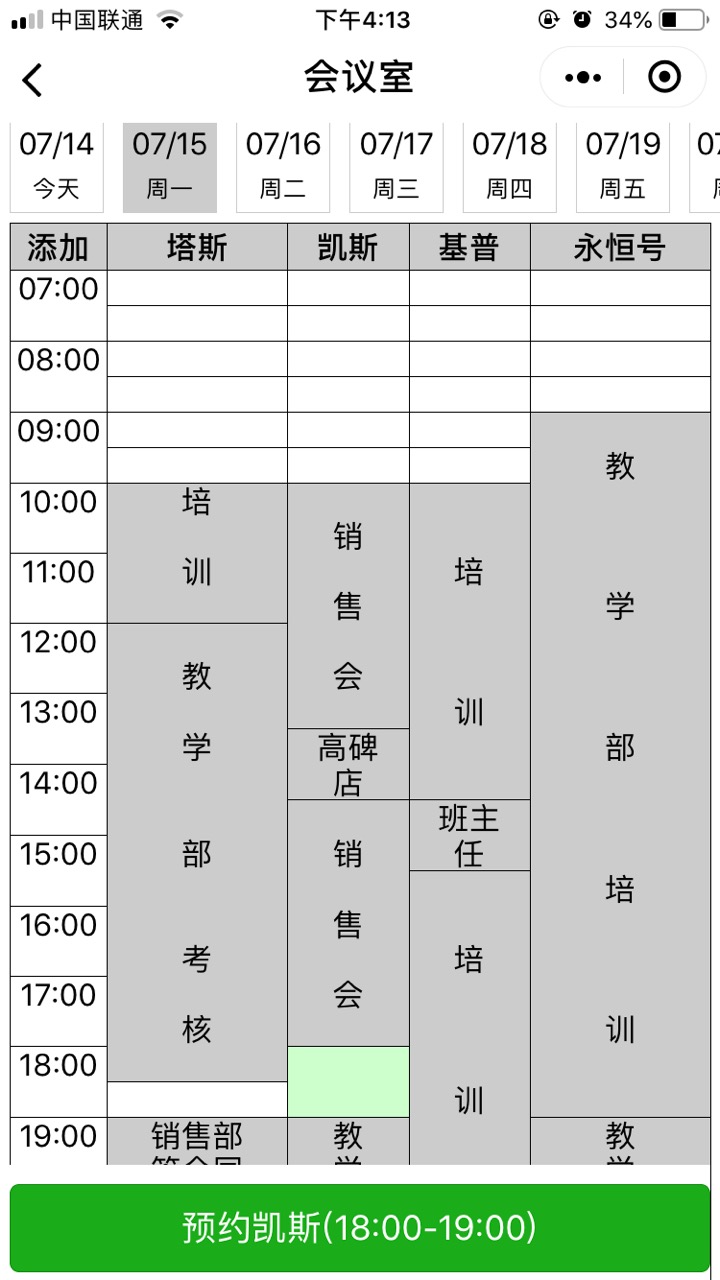 中国联通
下午4:13
34%
会议室
07/14
今天
07/15
周一
07/16
周二
07/17
周三
07/18
周四
07/19
周五
添加
塔斯
凯斯
基普
永恒号
07:00
08:00
09:00
教
10:00
培
销
11:00
训
售
培
学
12:00
教
会
13:00
学
高碑
训
部
14:00
店
班主
15:00
部
销
任
培
16:00
考
售
培
17:00
核
会
训
18:00
训
19:00
销售部
教
教
预约凯斯(18:00-19:00)